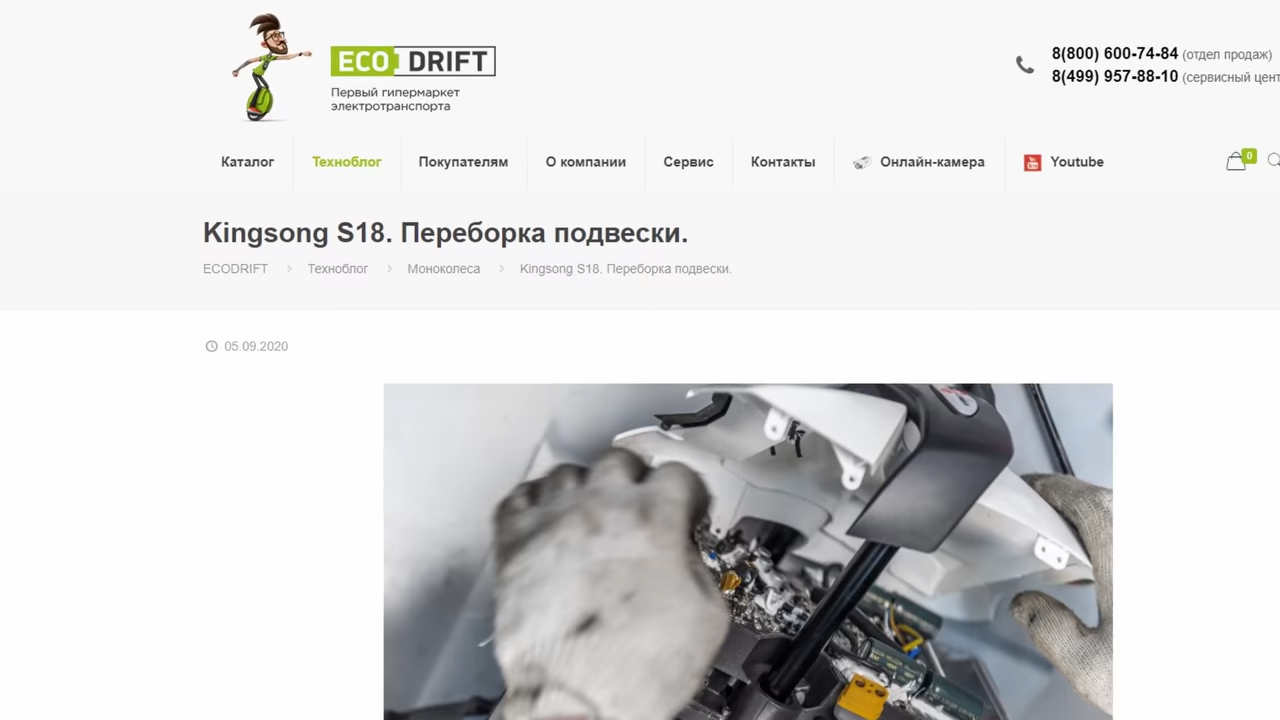 ECO DRIFT
Первый гипермаркет
электротранспорта
8(800) 600-74-84 (отдел продаж)
8(499) 957-88-10 (сервисный цент
Каталог Техноблог Покупателям О компании Сервис Контакты Онлайн-камера Youtube 0
Kingsong S18. Переборка подвески.
ECODRIFT > Техноблог > Моноколеса > Kingsong S18. Переборка подвески.
05.09.2020